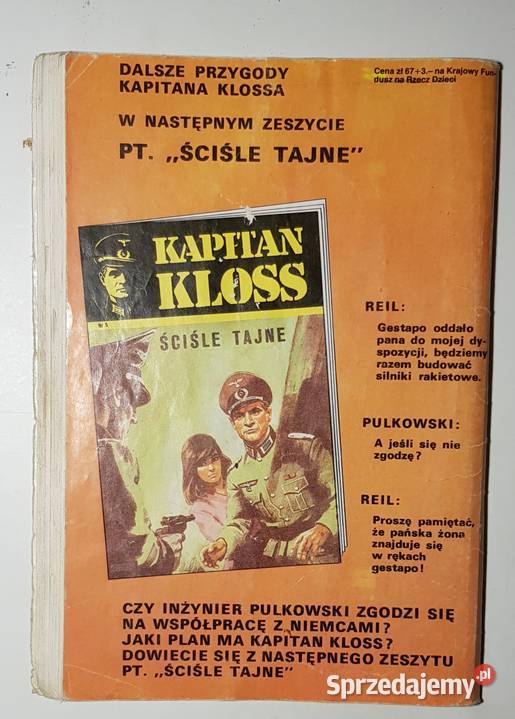 DALSZE PRZYGODY
KAPITANA KLOSSA
Cena zł 67+3.– na Krajowy Fun-
dusz na Rzecz Dzieci
W NASTĘPNYM ZESZYCIE
PT. „ŚCIŚLE TAJNE”
KAPITAN
KLOSS
Nr 5
ŚCIŚLE TAJNE
REIL:
Gestapo oddało
pana do mojej dy-
spozycji, będziemy
razem budować
silniki rakietowe.
PULKOWSKI:
A jeśli się nie
zgodzę?
REIL:
Proszę pamiętać,
że pańska żona
znajduje się
w rękach
gestapo!
CZY INŻYNIER PULKOWSKI ZGODZI SIĘ
NA WSPÓŁPRACĘ Z NIEMCAMI?
JAKI PLAN MA KAPITAN KLOSS?
DOWIECIE SIĘ Z NASTĘPNEGO ZESZYTU
PT. „ŚCIŚLE TAJNE”
Sprzedajemy.pl